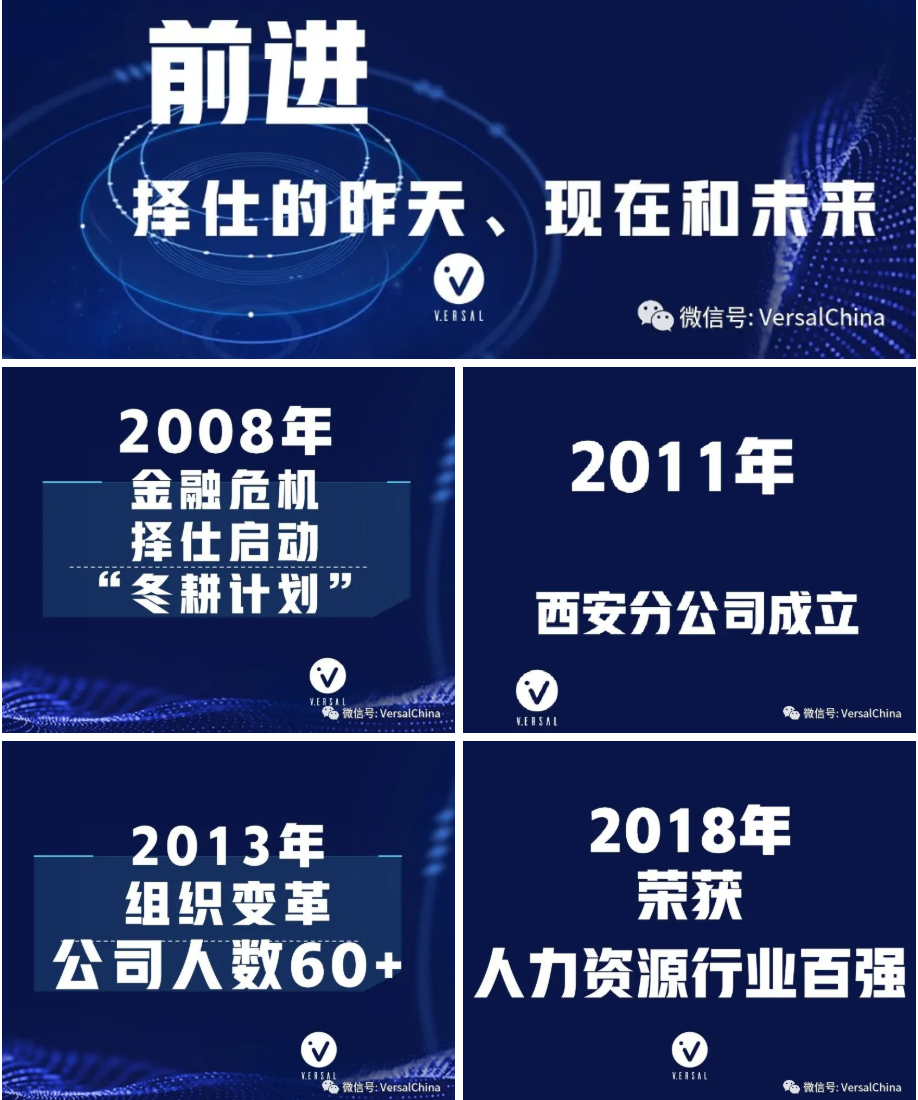 前进
择仕的昨天、现在和未来
V.ERSAL
微信号: VersalChina
2008年
金融危机
择仕启动
“冬耕计划”
V.ERSAL
微信号: VersalChina
2011年
西安分公司成立
V.ERSAL
微信号: VersalChina
2013年
组织变革
公司人数60+
V.ERSAL
微信号: VersalChina
2018年
荣获
人力资源行业百强
V.ERSAL
微信号: VersalChina